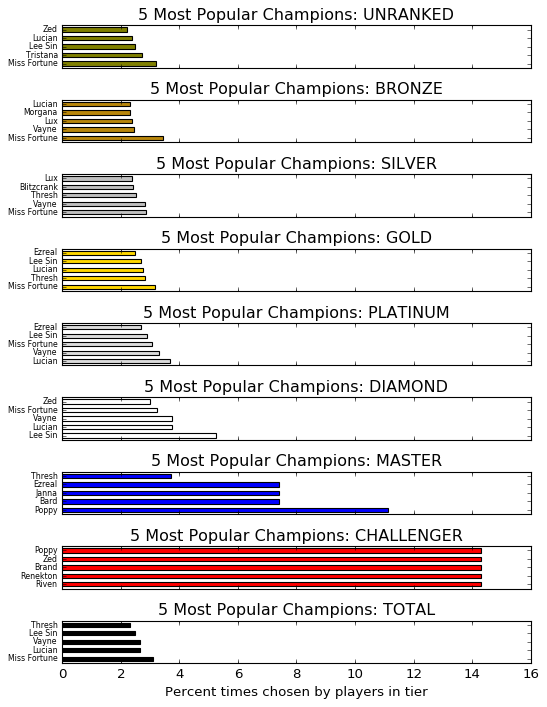 5 Most Popular Champions: UNRANKED
Zed
Lucian
Lee Sin
Tristana
Miss Fortune
5 Most Popular Champions: BRONZE
Lucian
Morgana
Lux
Vayne
Miss Fortune
5 Most Popular Champions: SILVER
Lux
Blitzcrank
Thresh
Vayne
Miss Fortune
5 Most Popular Champions: GOLD
Ezreal
Lee Sin
Lucian
Thresh
Miss Fortune
5 Most Popular Champions: PLATINUM
Ezreal
Lee Sin
Miss Fortune
Vayne
Lucian
5 Most Popular Champions: DIAMOND
Zed
Miss Fortune
Vayne
Lucian
Lee Sin
5 Most Popular Champions: MASTER
Thresh
Ezreal
Janna
Bard
Poppy
5 Most Popular Champions: CHALLENGER
Poppy
Zed
Brand
Renekton
Riven
5 Most Popular Champions: TOTAL
Thresh
Lee Sin
Vayne
Lucian
Miss Fortune
0 2 4 6 8 10 12 14 16
Percent times chosen by players in tier